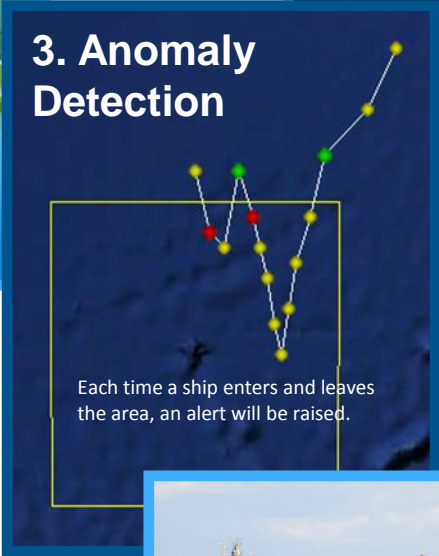 3. Anomaly
Detection
Each time a ship enters and leaves
the area, an alert will be raised.